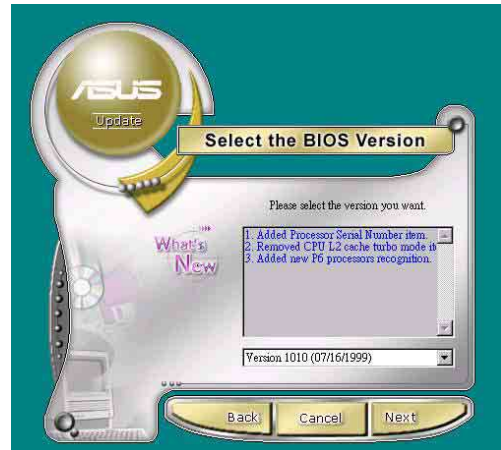 ASUS
Update
Select the BIOS Version
Please select the version you want.
What's
New
1. Added Processor Serial Number item.
2. Removed CPU L2 cache turbo mode it
3. Added new P6 processors recognition.
Version 1010 (07/16/1999)
Back
Cancel
Next